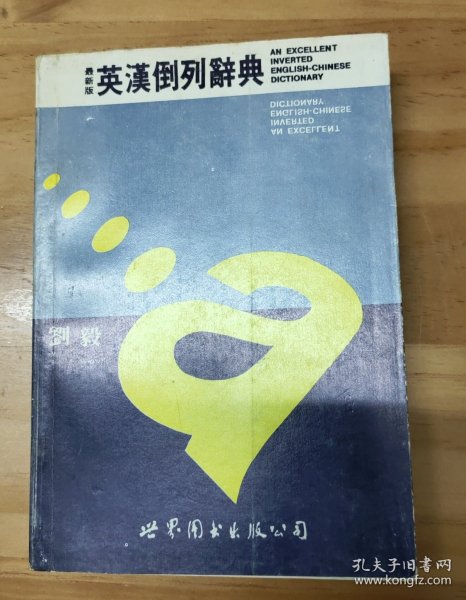 最新版
英漢倒列辭典
AN EXCELLENT
INVERTED
ENGLISH-CHINESE
DICTIONARY
DICTIONARY
ENGLISH-CHINESE
INVERTED
AN EXCELLENT
a
劉毅
世界图书出版公司
孔夫子旧书网
www.kongfz.com